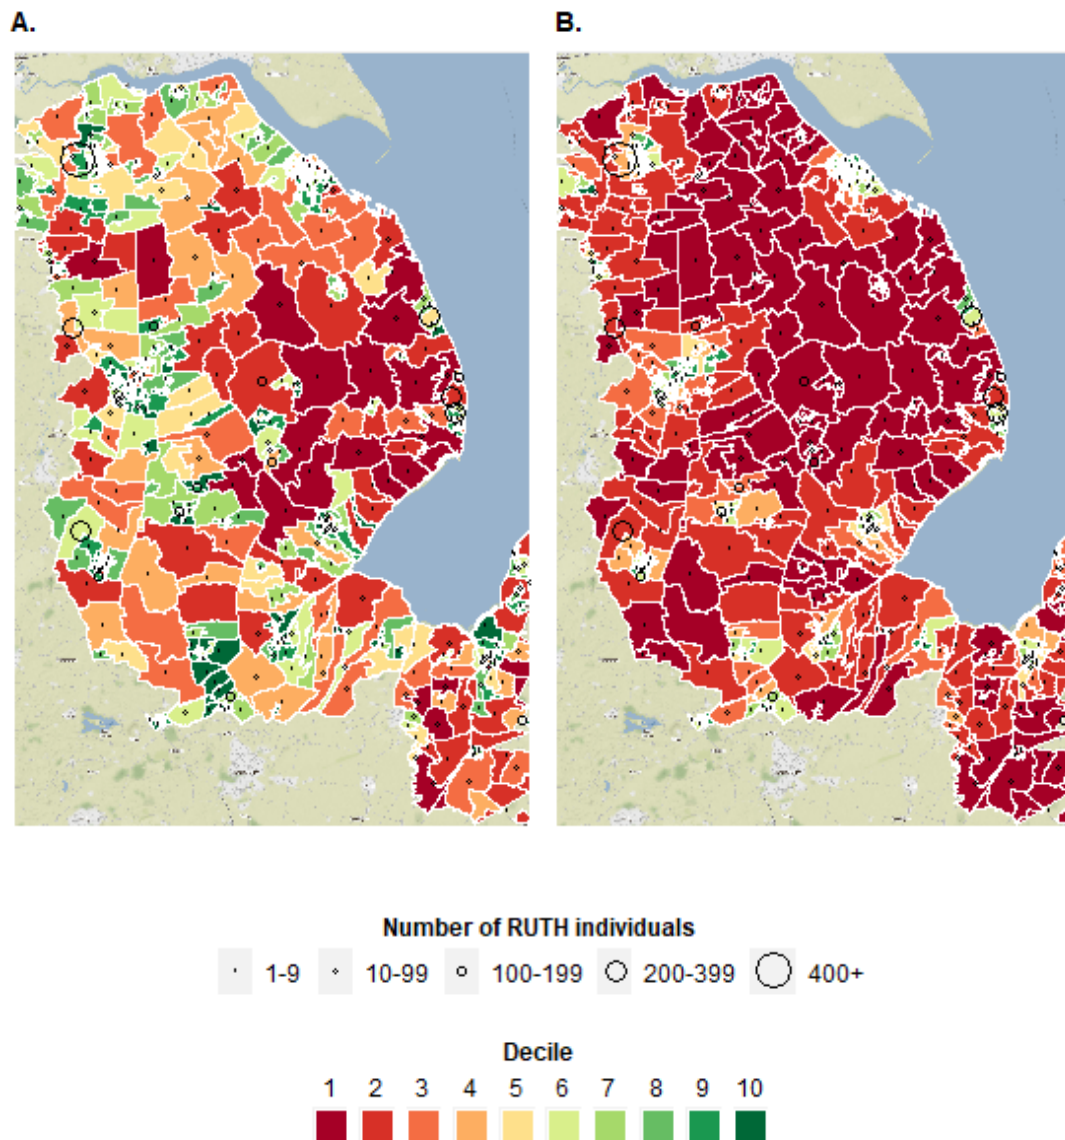 A. B.
Number of RUTH individuals
1-9 10-99 100-199 200-399 400+
Decile
1 2 3 4 5 6 7 8 9 10